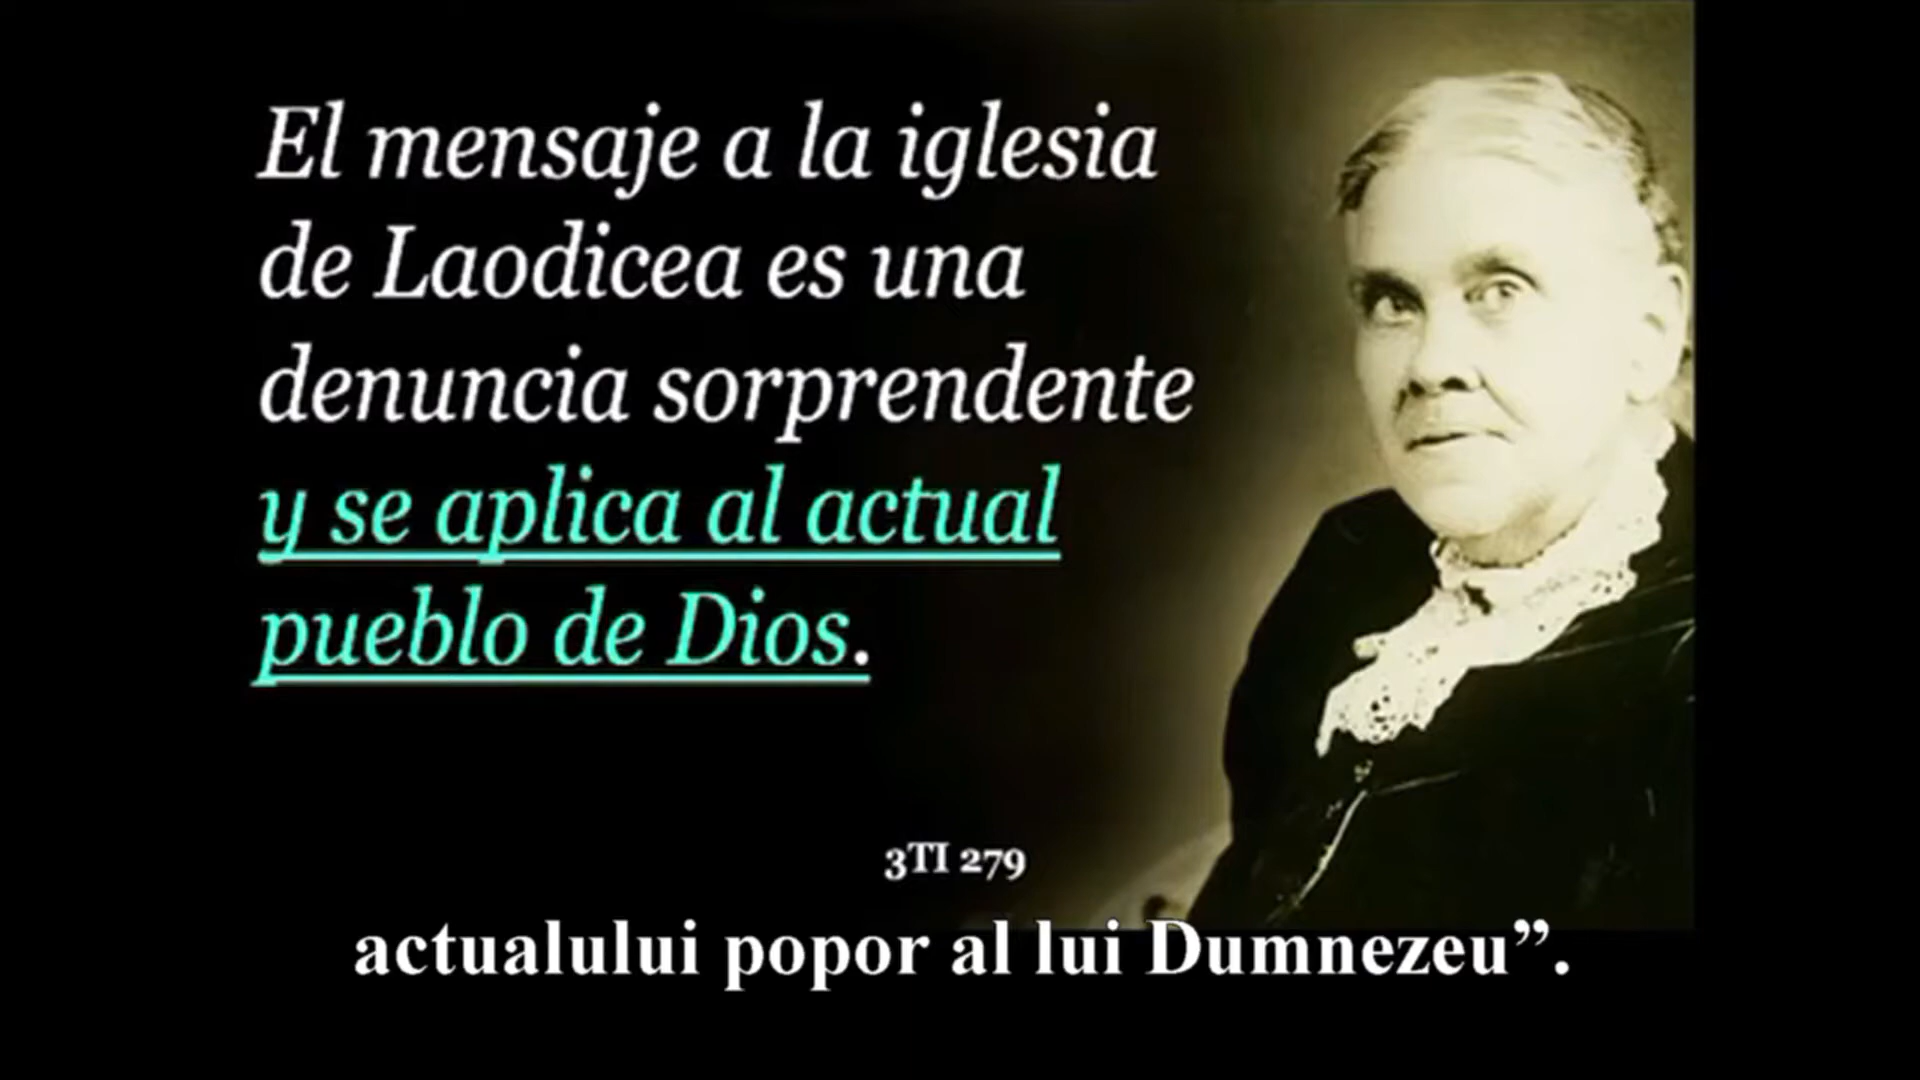 El mensaje a la iglesia
de Laodicea es una
denuncia sorprendente
y se aplica al actual
pueblo de Dios.
3TI 279
actualului popor al lui Dumnezeu”.